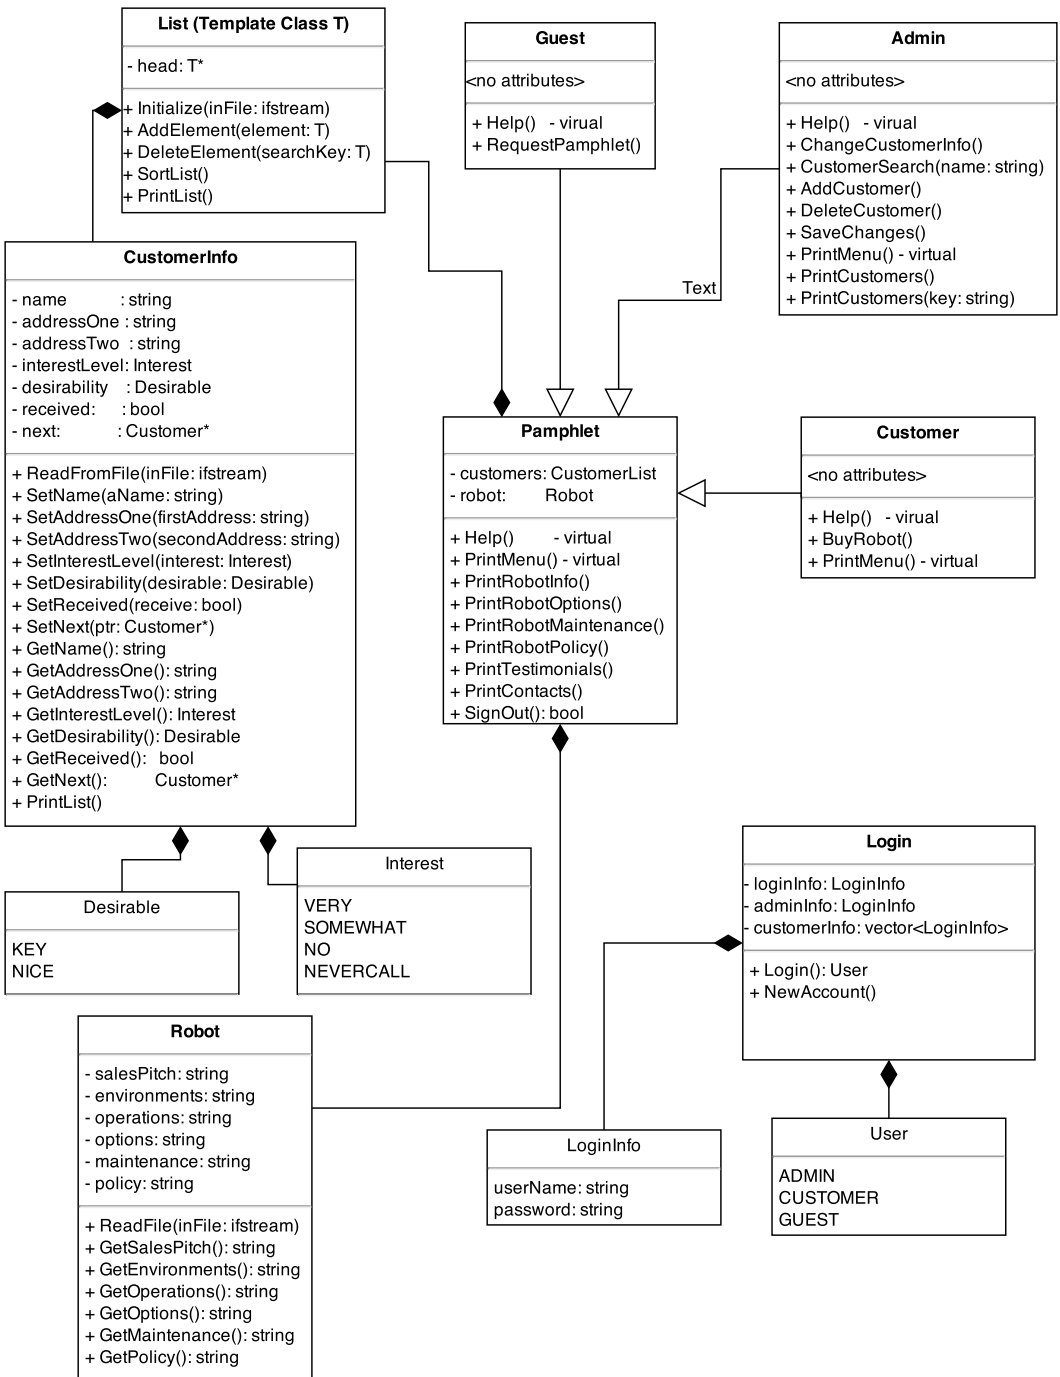 List (Template Class T)
- head: T*
+ Initialize(inFile: ifstream)
+ AddElement(element: T)
+ DeleteElement(searchKey: T)
+ SortList()
+ PrintList()
Guest
<no attributes>
+ Help()   - virual
+ RequestPamphlet()
Admin
<no attributes>
+ Help()   - virual
+ ChangeCustomerInfo()
+ CustomerSearch(name: string)
+ AddCustomer()
+ DeleteCustomer()
+ SaveChanges()
+ PrintMenu() - virtual
+ PrintCustomers()
+ PrintCustomers(key: string)
Text
CustomerInfo
- name : string
- addressOne : string
- addressTwo : string
- interestLevel: Interest
- desirability : Desirable
- received: : bool
- next: : Customer*
+ ReadFromFile(inFile: ifstream)
+ SetName(aName: string)
+ SetAddressOne(firstAddress: string)
+ SetAddressTwo(secondAddress: string)
+ SetInterestLevel(interest: Interest)
+ SetDesirability(desirable: Desirable)
+ SetReceived(receive: bool)
+ SetNext(ptr: Customer*)
+ GetName(): string
+ GetAddressOne(): string
+ GetAddressTwo(): string
+ GetInterestLevel(): Interest
+ GetDesirability(): Desirable
+ GetReceived(): bool
+ GetNext(): Customer*
+ PrintList()
Pamphlet
- customers: CustomerList
- robot: Robot
+ Help() - virtual
+ PrintMenu() - virtual
+ PrintRobotInfo()
+ PrintRobotOptions()
+ PrintRobotMaintenance()
+ PrintRobotPolicy()
+ PrintTestimonials()
+ PrintContacts()
+ SignOut(): bool
Customer
<no attributes>
+ Help()   - virual
+ BuyRobot()
+ PrintMenu() - virtual
Desirable
KEY
NICE
Interest
VERY
SOMEWHAT
NO
NEVERCALL
Login
- loginInfo: LoginInfo
- adminInfo: LoginInfo
- customerInfo: vector<LoginInfo>
+ Login(): User
+ NewAccount()
Robot
- salesPitch: string
- environments: string
- operations: string
- options: string
- maintenance: string
- policy: string
+ ReadFile(inFile: ifstream)
+ GetSalesPitch(): string
+ GetEnvironments(): string
+ GetOperations(): string
+ GetOptions(): string
+ GetMaintenance(): string
+ GetPolicy(): string
LoginInfo
userName: string
password: string
User
ADMIN
CUSTOMER
GUEST